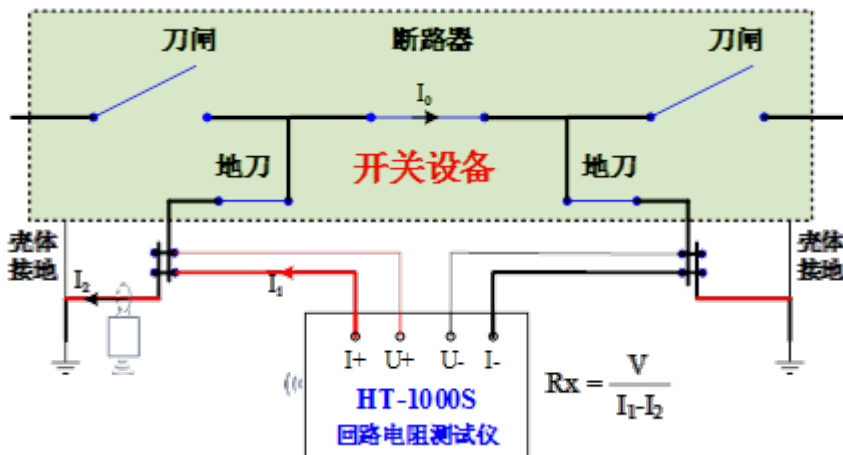 刀闸 断路器 刀闸
I₀
地刀 开关设备 地刀
壳体
接地
壳体
接地
I₂ I₁
I+ U+ U- I-
HT-1000S
回路电阻测试仪
Rx = V
I₁-I₂